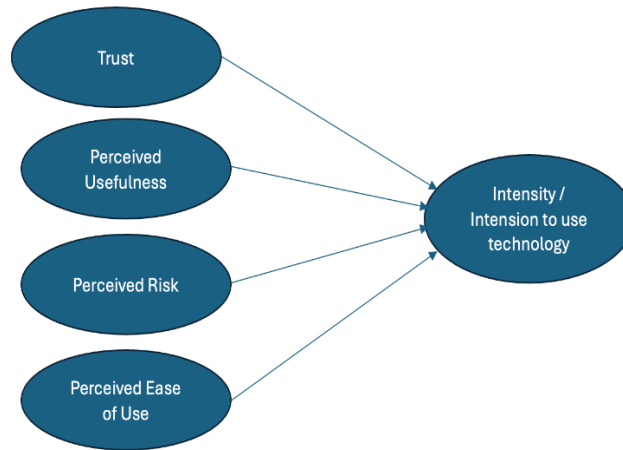 Trust
Perceived
Usefulness
Intensity /
Intension to use
technology
Perceived Risk
Perceived Ease
of Use